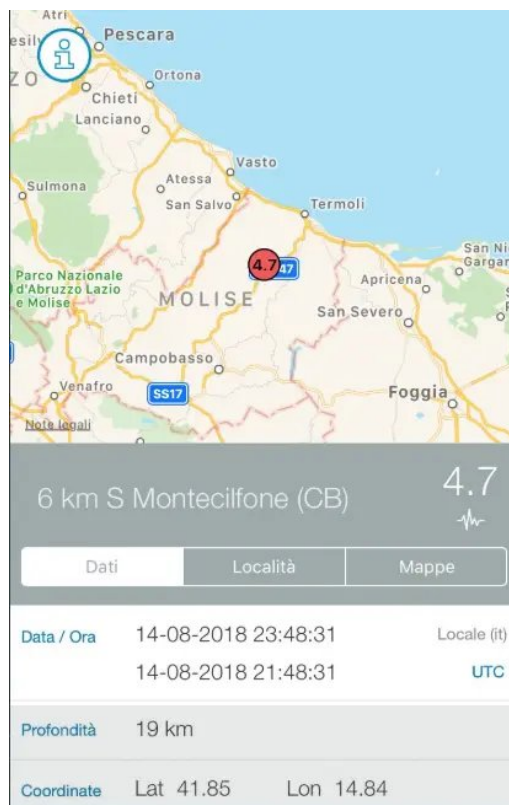 Atri
Pescara
Ortona
Chieti
Lanciano
Vasto
Sulmona
Atessa
San Salvo
Termoli
4.7
47
Parco Nazionale
d'Abruzzo Lazio
e Molise
MOLISE
Apricena
San Severo
Campobasso
Venafro
SS17
Foggia
Note legali
6 km S Montecilfone (CB)
4.7
Dati Località Mappe
Data / Ora 14-08-2018 23:48:31 Locale (it)
14-08-2018 21:48:31 UTC
Profondità 19 km
Coordinate Lat 41.85 Lon 14.84